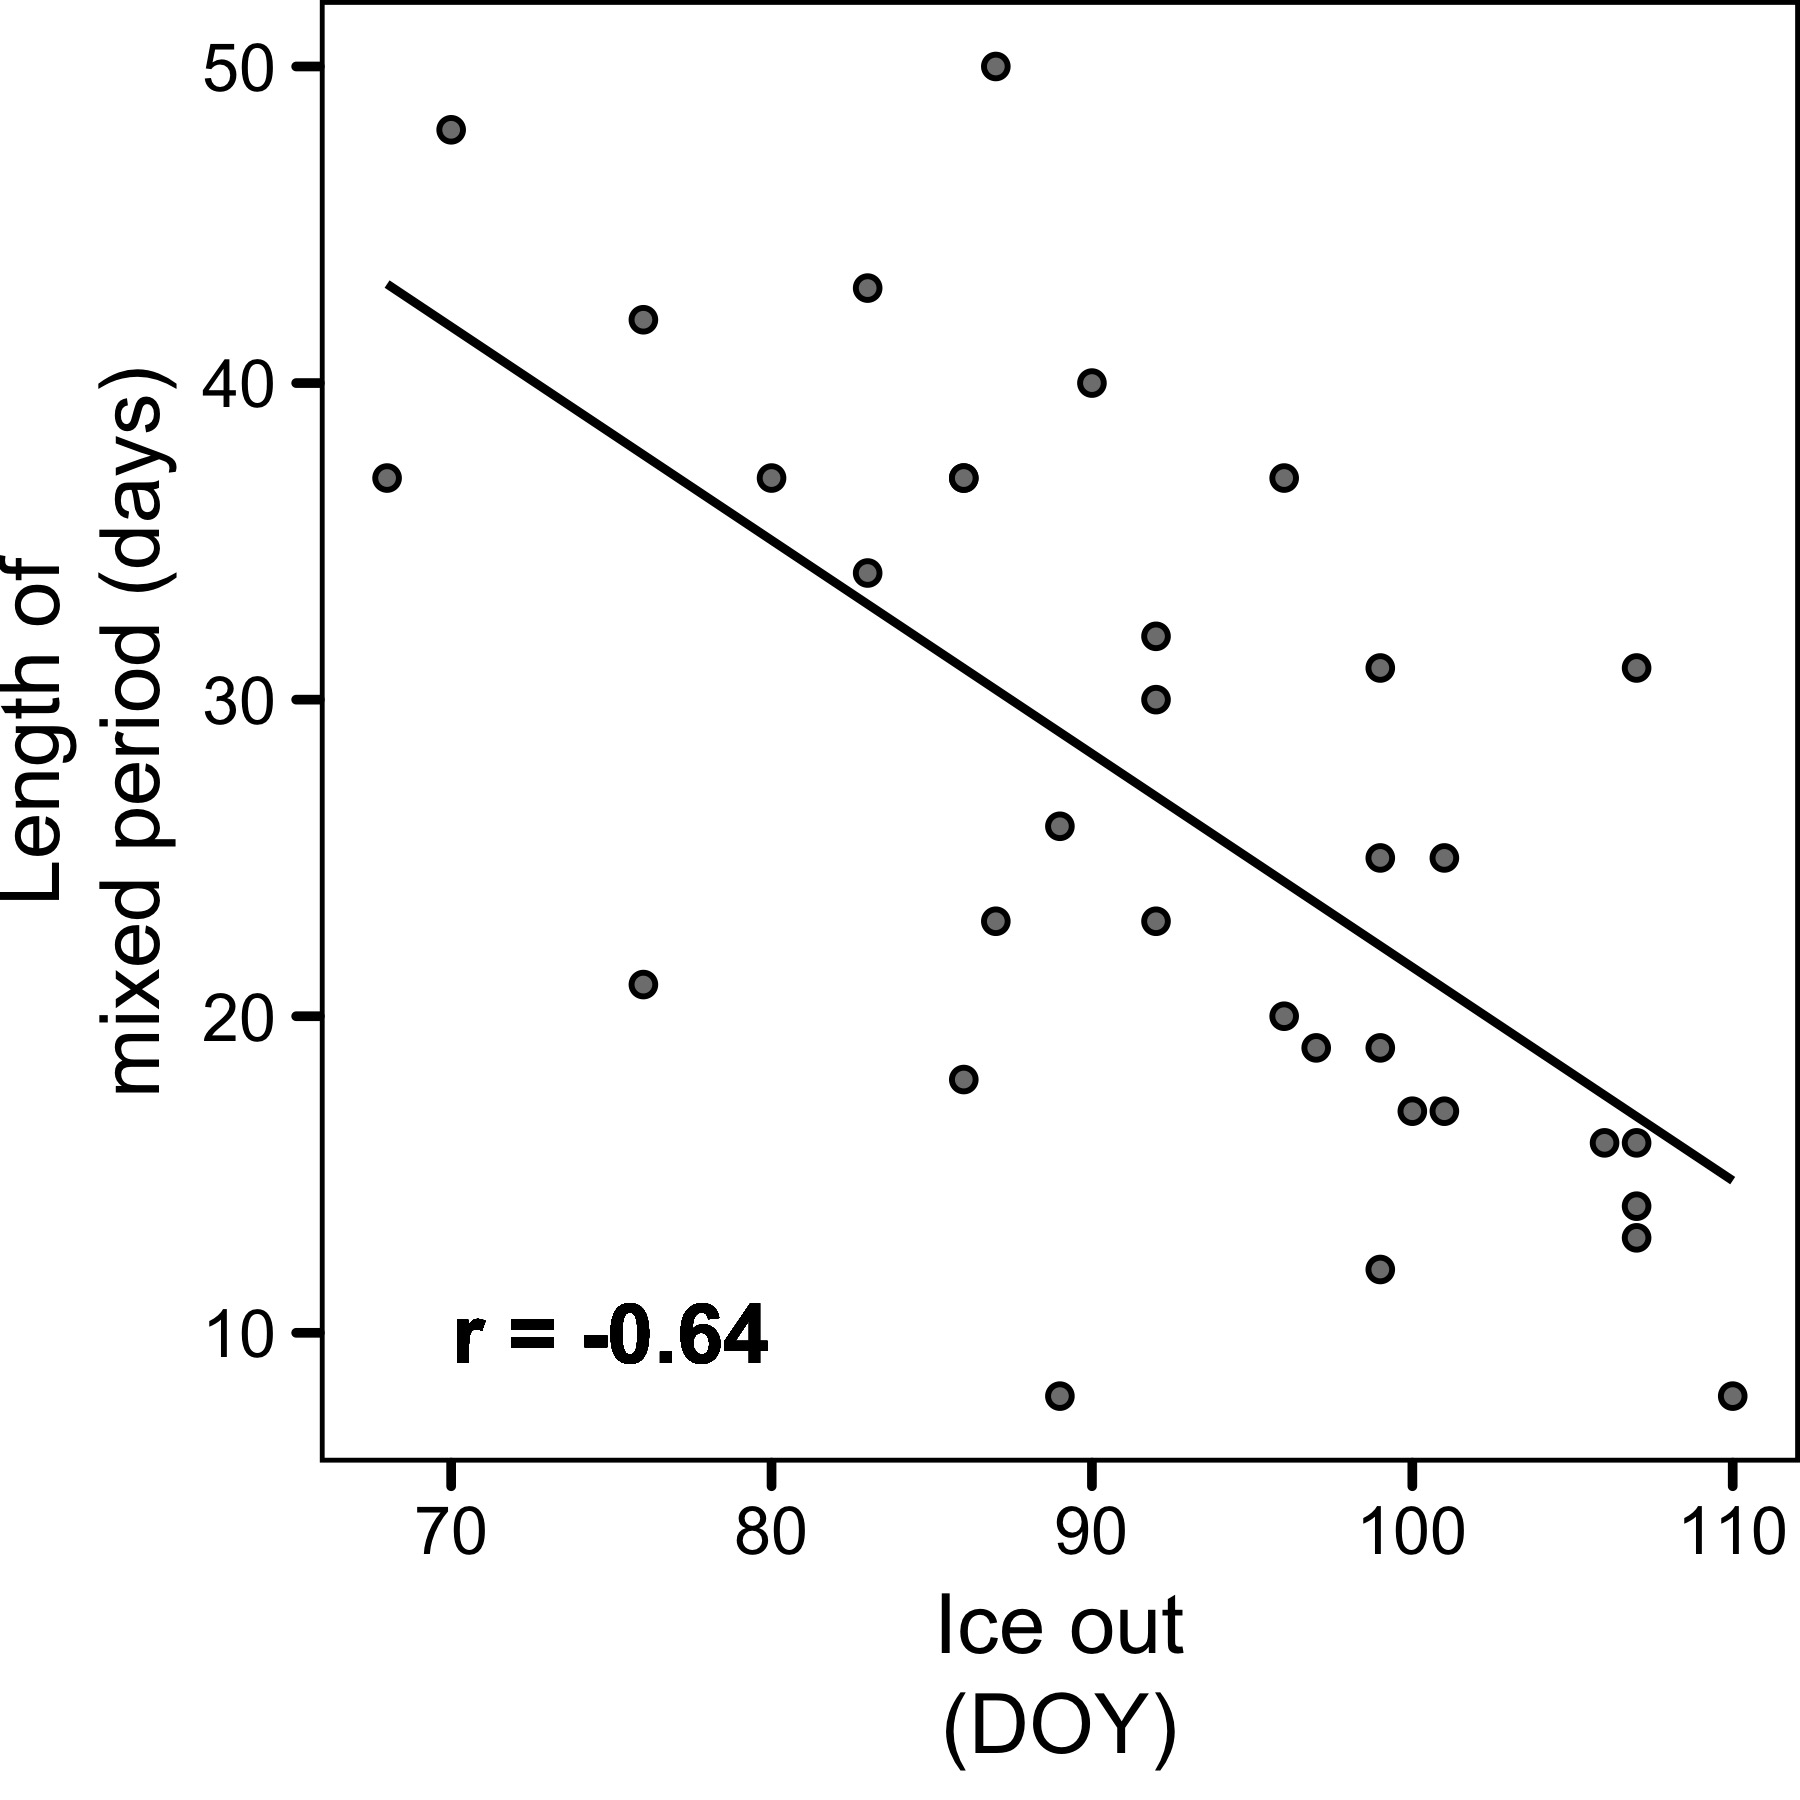 Length of
mixed period (days)
50
40
30
20
10
r = -0.64
70 80 90 100 110
Ice out
(DOY)